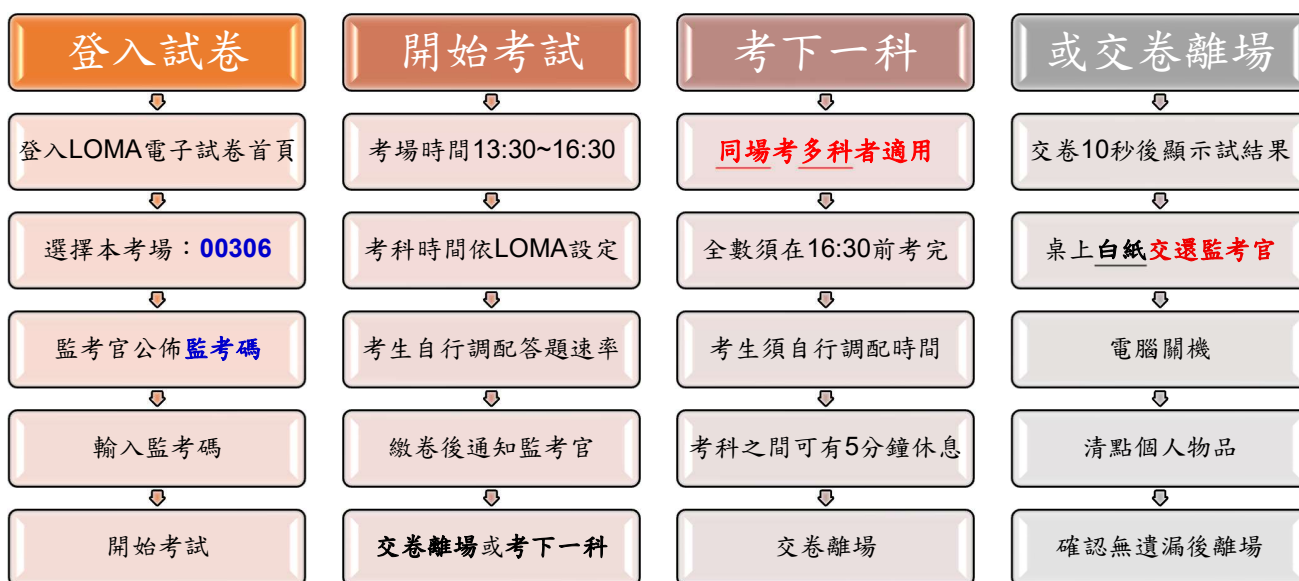 登入試卷
登入LOMA電子試卷首頁
選擇本考場：00306
監考官公佈監考碼
輸入監考碼
開始考試
開始考試
考場時間13:30~16:30
考科時間依LOMA設定
考生自行調配答題速率
繳卷後通知監考官
交卷離場或考下一科
考下一科
同場考多科者適用
全數須在16:30前考完
考生須自行調配時間
考科之間可有5分鐘休息
交卷離場
或交卷離場
交卷10秒後顯示試結果
桌上白紙交還監考官
電腦關機
清點個人物品
確認無遺漏後離場